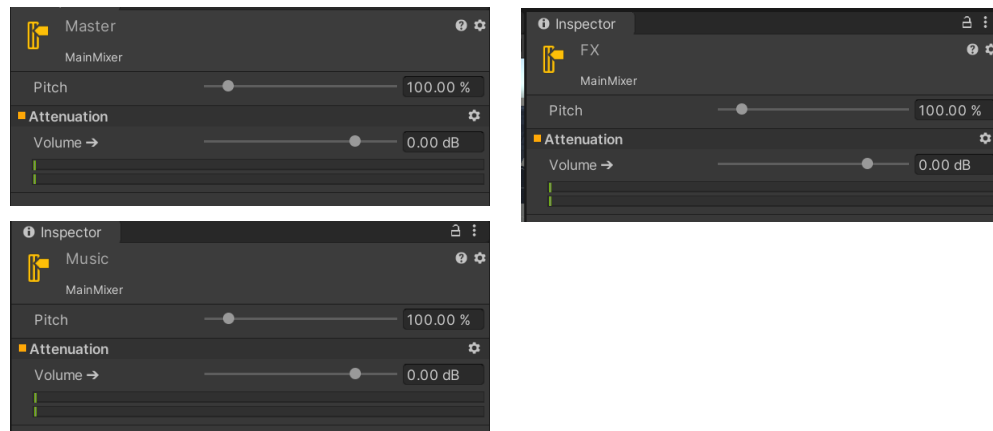 Master
MainMixer
Pitch 100.00 %
Attenuation
Volume ➔ 0.00 dB
Inspector
FX
MainMixer
Pitch 100.00 %
Attenuation
Volume ➔ 0.00 dB
Inspector
Music
MainMixer
Pitch 100.00 %
Attenuation
Volume ➔ 0.00 dB